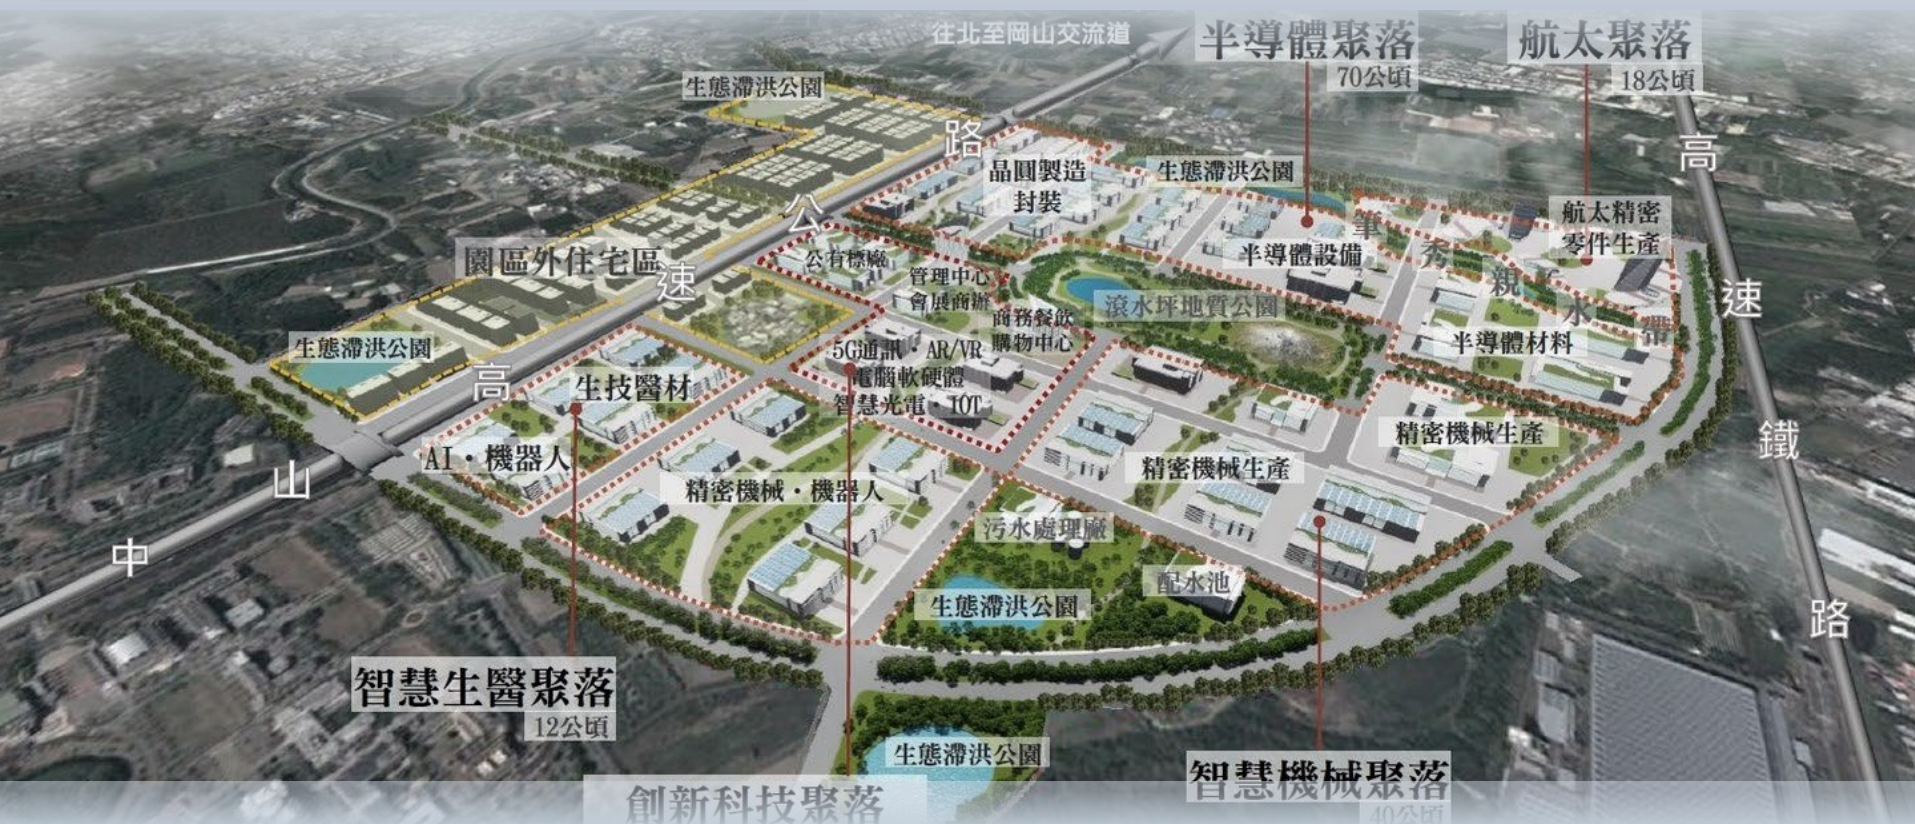 往北至岡山交流道
半導體聚落
70公頃
航太聚落
18公頃
生態滯洪公園
晶圓製造
封裝
生態滯洪公園
半導體設備
航太精密
零件生產
筆秀親水帶
半導體材料
園區外住宅區
公有標廠
管理中心
會展商辦
商務餐飲
購物中心
滾水坪地質公園
生態滯洪公園
5G通訊・AR/VR
電腦軟硬體
智慧光電・IOT
生技醫材
AI・機器人
精密機械・機器人
精密機械生產
精密機械生產
污水處理廠
配水池
生態滯洪公園
中山高速公路
高速鐵路
智慧生醫聚落
12公頃
生態滯洪公園
創新科技聚落
智慧機械聚落
40公頃